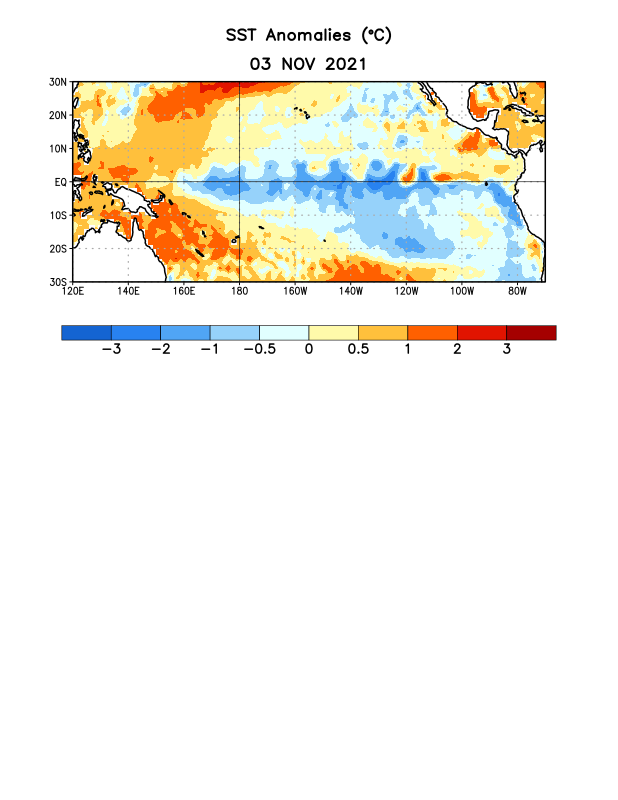 SST Anomalies (°C)
03 NOV 2021
30N
20N
10N
EQ
10S
20S
30S
120E 140E 160E 180 160W 140W 120W 100W 80W
−3 −2 −1 −0.5 0 0.5 1 2 3